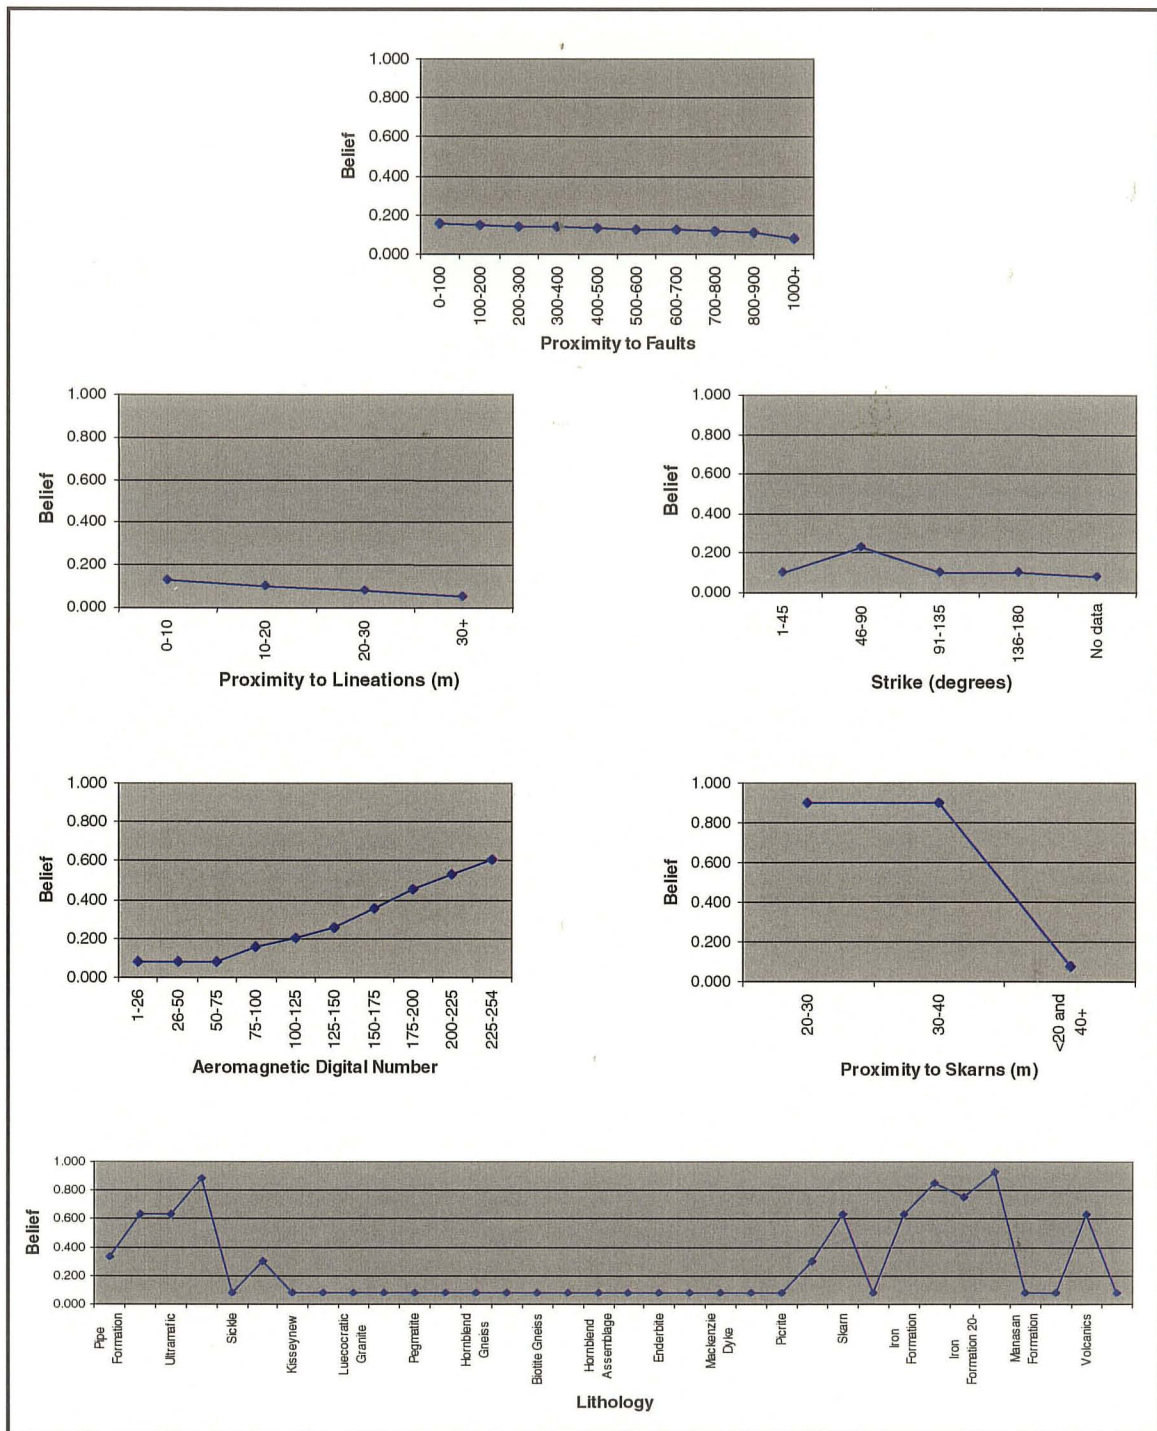 1.000
0.800
0.600
0.400
0.200
0.000
Belief
0-100
100-200
200-300
300-400
400-500
500-600
600-700
700-800
800-900
1000+
Proximity to Faults
1.000
0.800
0.600
0.400
0.200
0.000
Belief
0-10
10-20
20-30
30+
Proximity to Lineations (m)
1.000
0.800
0.600
0.400
0.200
0.000
Belief
1-45
46-90
91-135
136-180
No data
Strike (degrees)
1.000
0.800
0.600
0.400
0.200
0.000
Belief
1-26
26-50
50-75
75-100
100-125
125-150
150-175
175-200
200-225
225-254
Aeromagnetic Digital Number
1.000
0.800
0.600
0.400
0.200
0.000
Belief
20-30
30-40
<20 and
40+
Proximity to Skarns (m)
1.000
0.800
0.600
0.400
0.200
0.000
Belief
Pipe
Formation
Ultramafic
Sickle
Kisseynew
Luecocratic
Granite
Pegmatite
Hornblend
Gneiss
Biotite Gneiss
Hornblend
Assemblage
Enderbite
Mackenzie
Dyke
Picrite
Skarn
Iron
Formation
Iron
Formation 20-
Manasan
Formation
Volcanics
Lithology